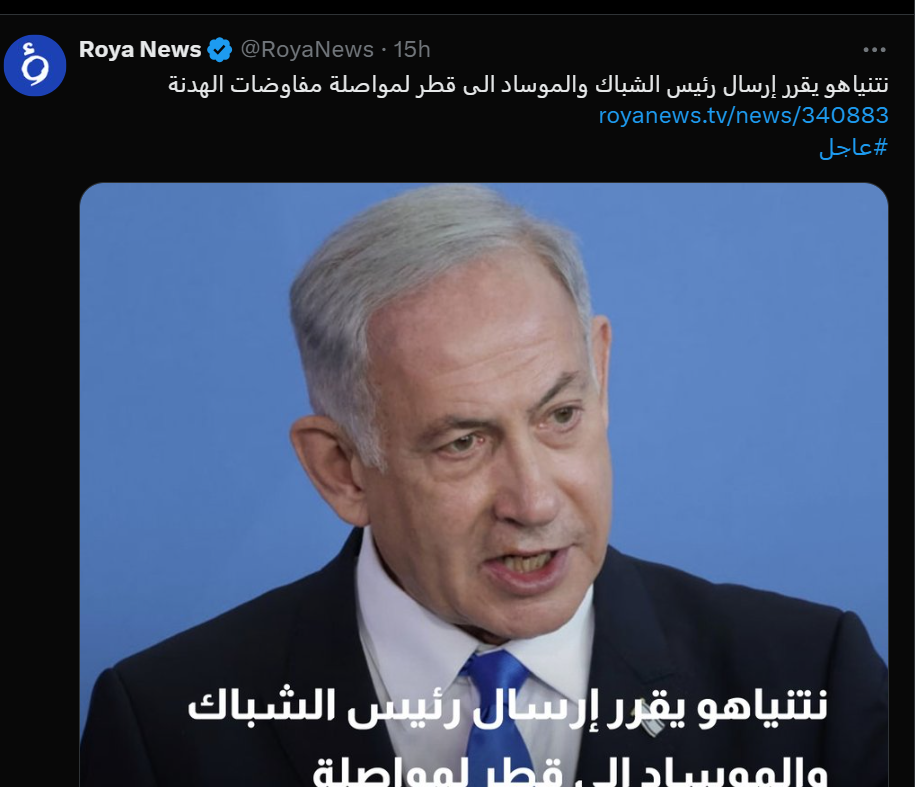 Roya News @RoyaNews · 15h
نتنياهو يقرر إرسال رئيس الشباك والموساد الى قطر لمواصلة مفاوضات الهدنة
royanews.tv/news/340883
#عاجل
نتنياهو يقرر إرسال رئيس الشباك
والموساد الى قطر لمواصلة